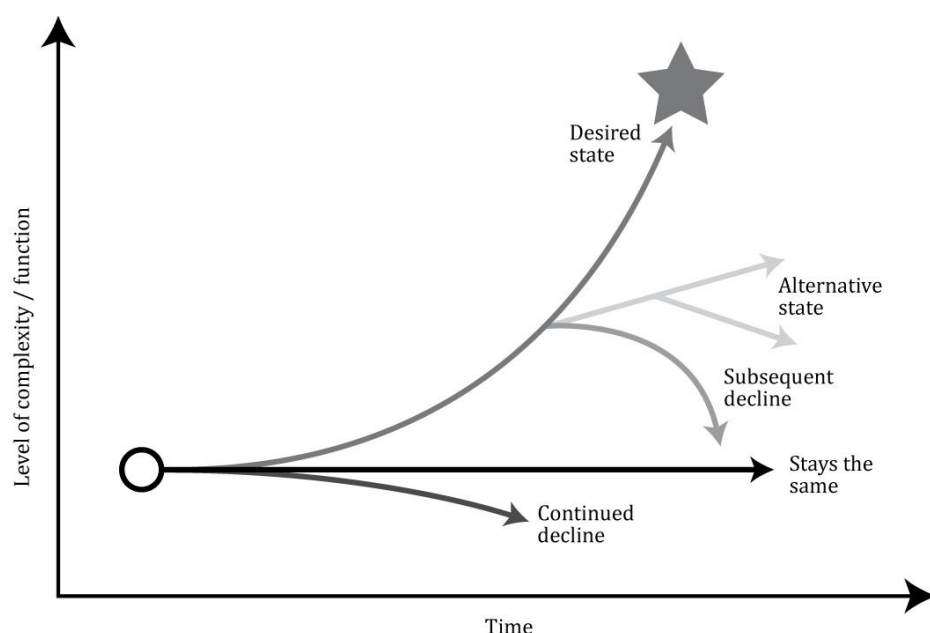 Desired
state
Alternative
state
Subsequent
decline
Stays the
same
Continued
decline
Level of complexity / function
Time